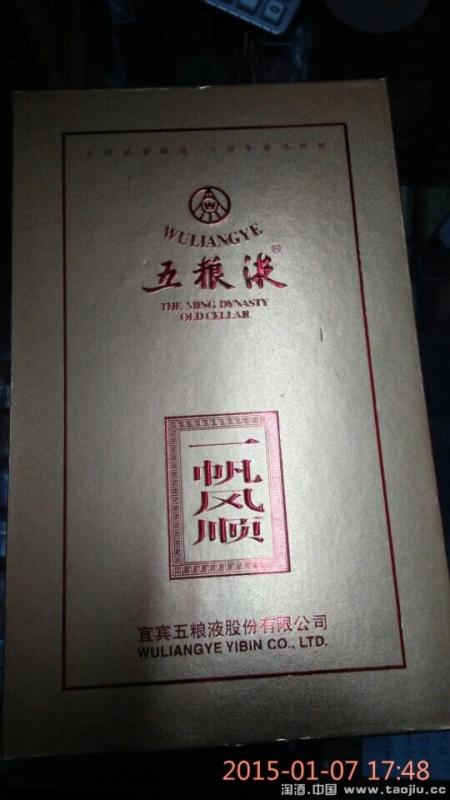 WULIANGYE
五粮液®
THE MING DYNASTY
OLD CELLAR
一帆风顺
宜宾五粮液股份有限公司
WULIANGYE YIBIN CO., LTD.
2015-01-07 17:48
淘酒.中国 www.taojiu.cc